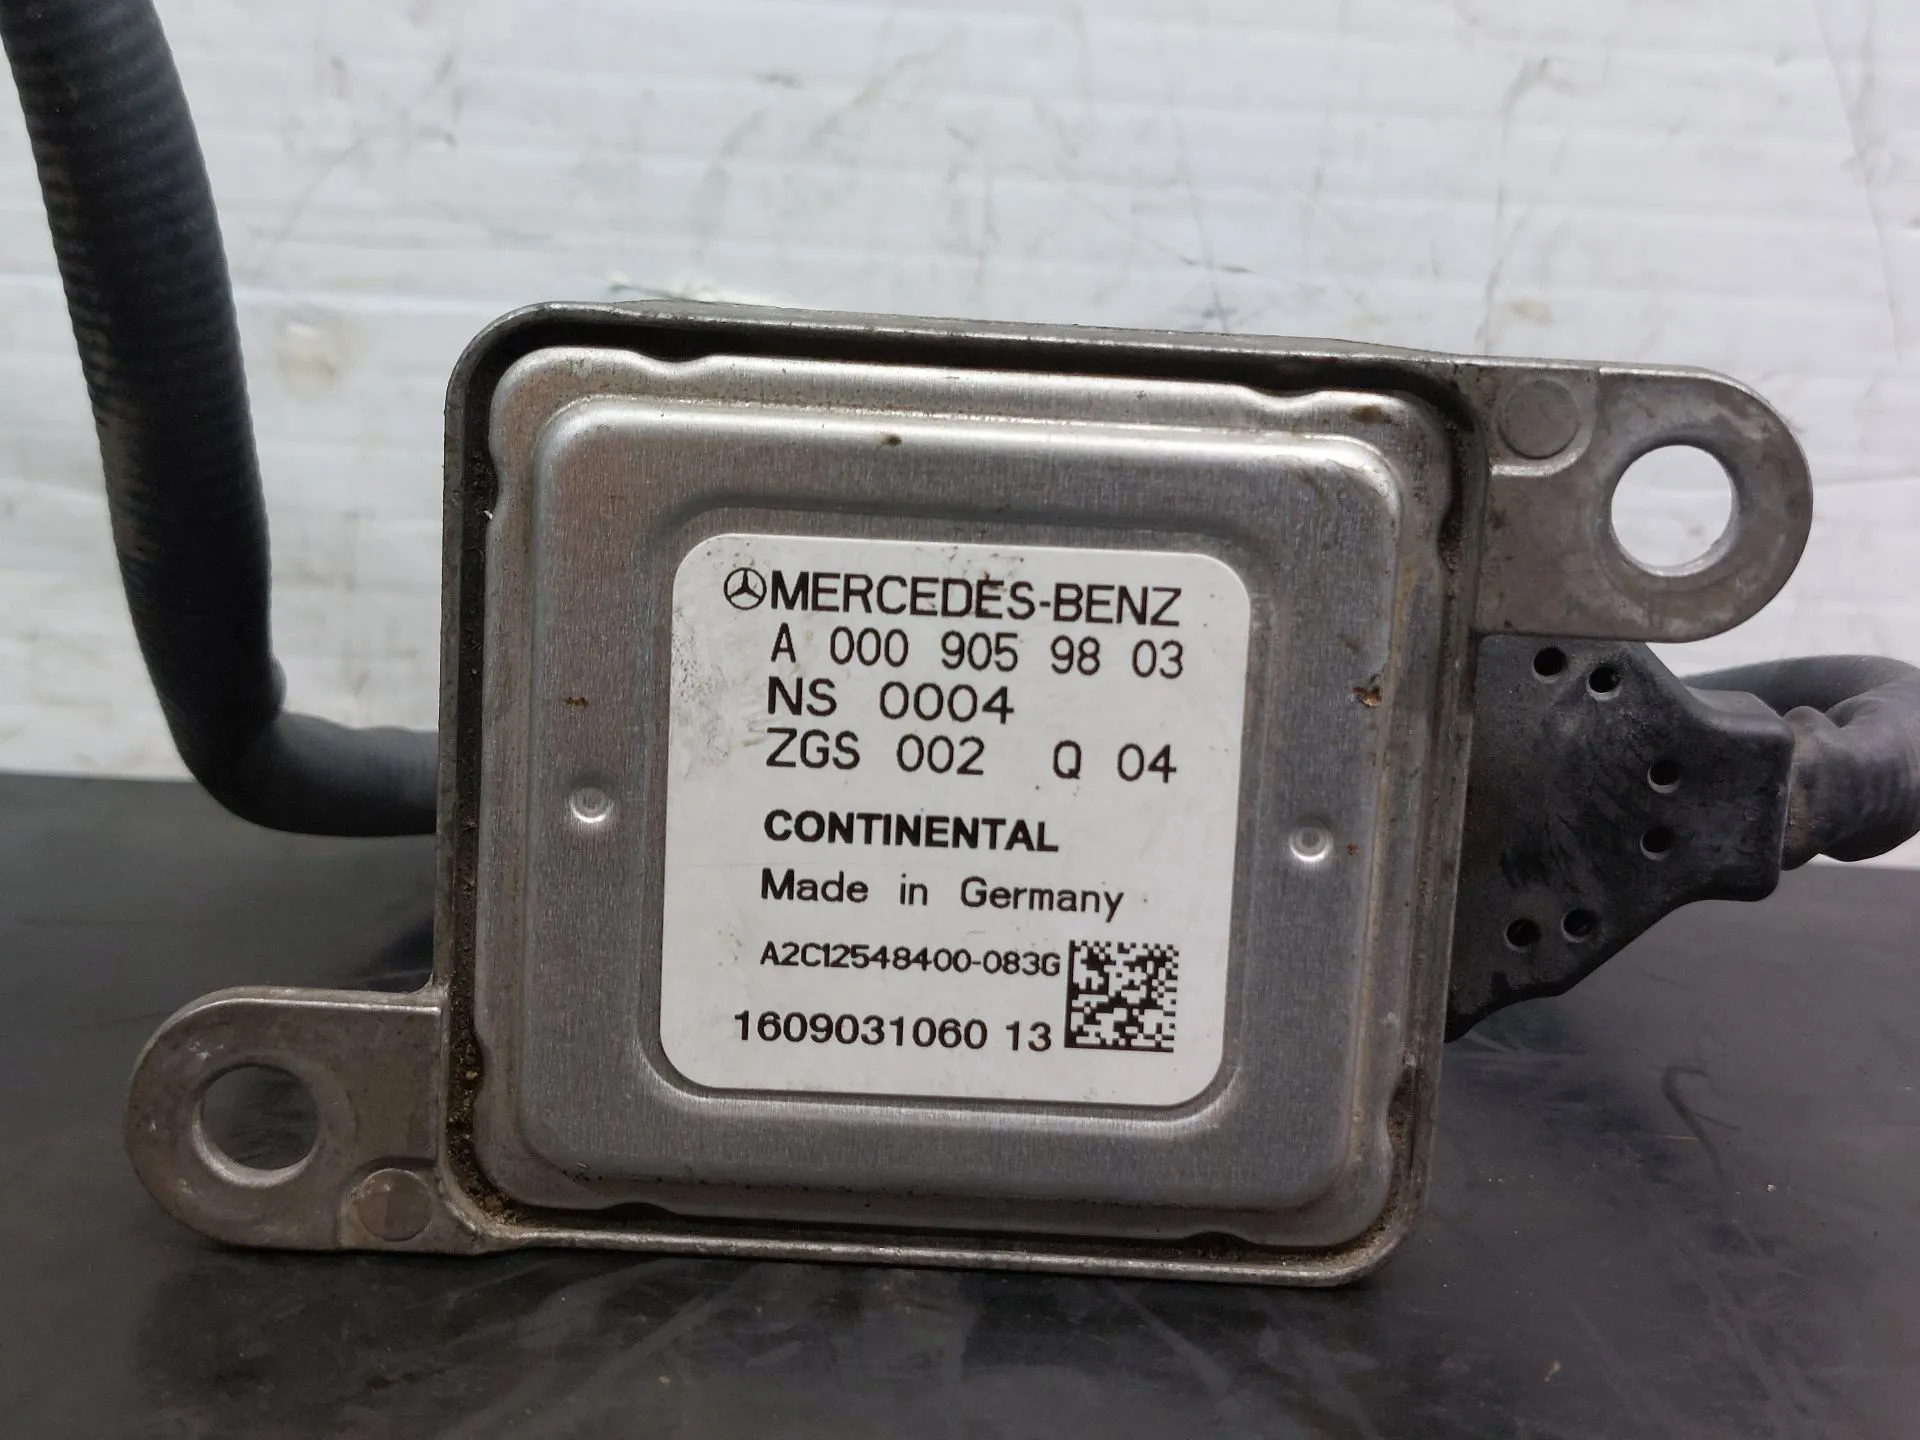 MERCEDES-BENZ
A 000 905 98 03
NS 0004
ZGS 002 Q 04
CONTINENTAL
Made in Germany
A2C12548400-083G
1609031060 13